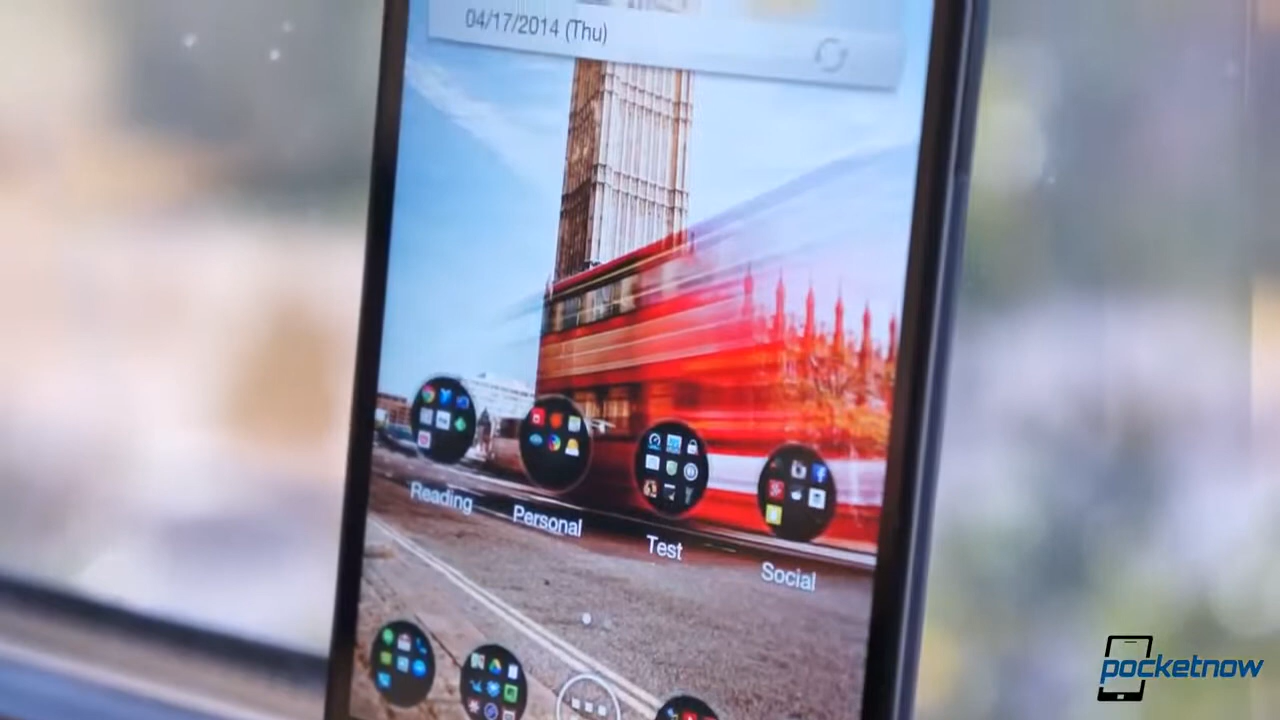 04/17/2014 (Thu)
Reading
Personal
Test
Social
pocketnow